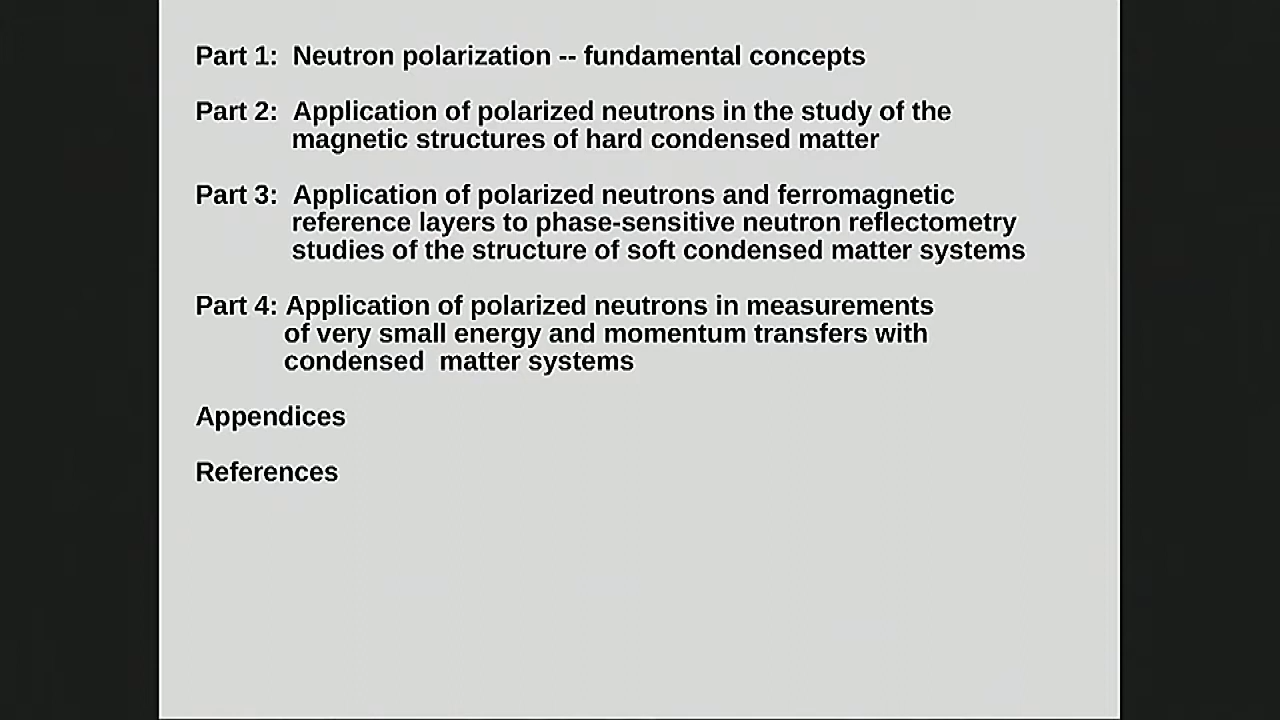 Part 1: Neutron polarization -- fundamental concepts
Part 2: Application of polarized neutrons in the study of the
magnetic structures of hard condensed matter
Part 3: Application of polarized neutrons and ferromagnetic
reference layers to phase-sensitive neutron reflectometry
studies of the structure of soft condensed matter systems
Part 4: Application of polarized neutrons in measurements
of very small energy and momentum transfers with
condensed matter systems
Appendices
References